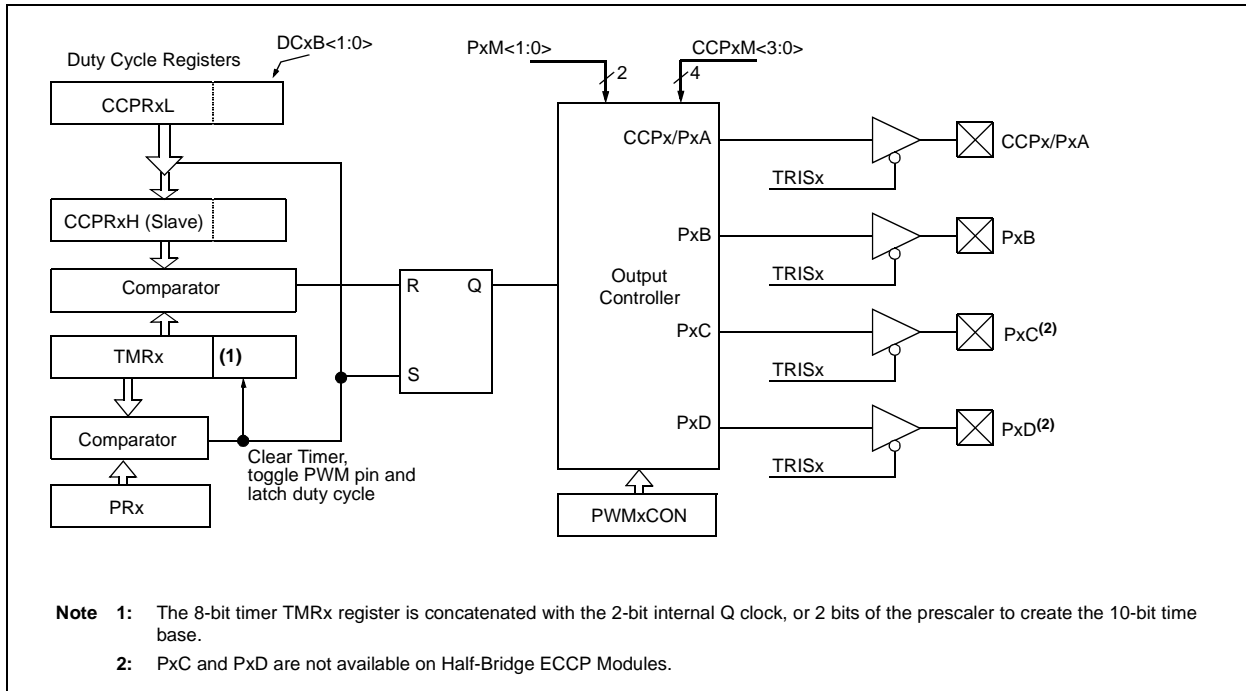 DCxB<1:0>
Duty Cycle Registers
CCPRxL
CCPRxH (Slave)
Comparator
TMRx
(1)
Comparator
PRx
Clear Timer,
toggle PWM pin and
latch duty cycle
R
Q
S
PxM<1:0>
2
CCPxM<3:0>
4
CCPx/PxA
PxB
Output
Controller
PxC
PxD
PWMxCON
TRISx
CCPx/PxA
TRISx
PxB
TRISx
PxC(2)
TRISx
PxD(2)
Note 1: The 8-bit timer TMRx register is concatenated with the 2-bit internal Q clock, or 2 bits of the prescaler to create the 10-bit time
base.
2: PxC and PxD are not available on Half-Bridge ECCP Modules.